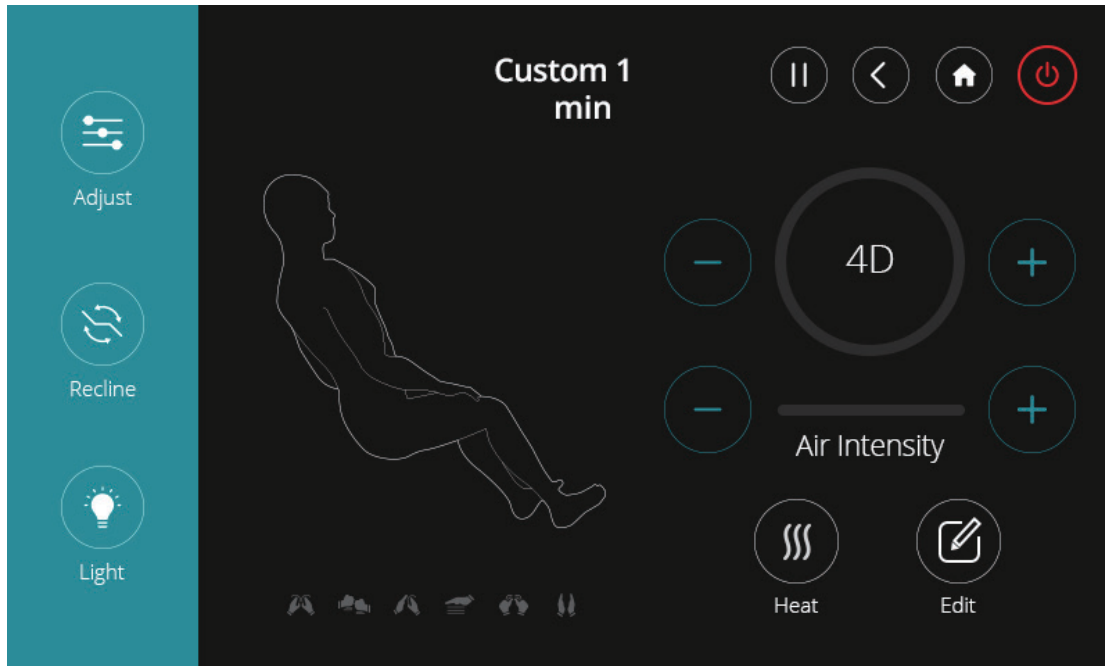 Custom 1
min
Adjust
4D
Recline
Air Intensity
Light
Heat
Edit